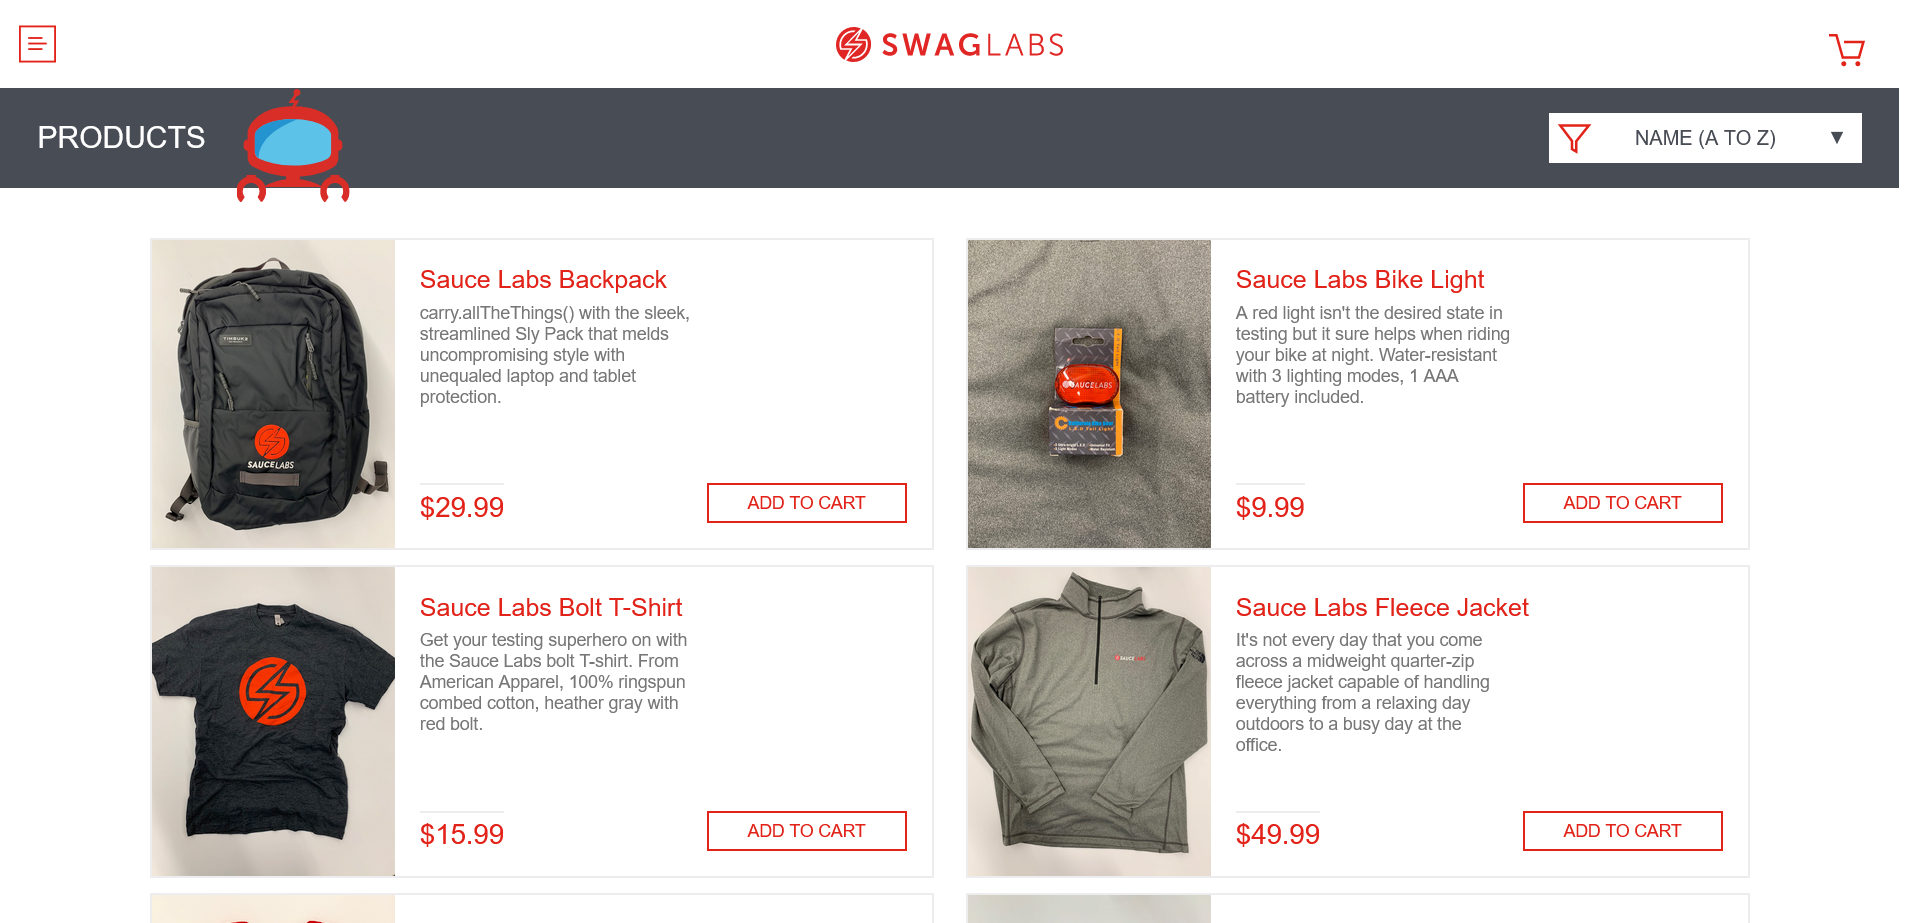 SWAGLABS
PRODUCTS
NAME (A TO Z)
Sauce Labs Backpack
carry.allTheThings() with the sleek,
streamlined Sly Pack that melds
uncompromising style with
unequaled laptop and tablet
protection.
$29.99
ADD TO CART
TIMBUK2
SAUCELABS
Sauce Labs Bike Light
A red light isn't the desired state in
testing but it sure helps when riding
your bike at night. Water-resistant
with 3 lighting modes, 1 AAA
battery included.
$9.99
ADD TO CART
SAUCELABS
L.E.D Tail Light
Sauce Labs Bolt T-Shirt
Get your testing superhero on with
the Sauce Labs bolt T-shirt. From
American Apparel, 100% ringspun
combed cotton, heather gray with
red bolt.
$15.99
ADD TO CART
Sauce Labs Fleece Jacket
It's not every day that you come
across a midweight quarter-zip
fleece jacket capable of handling
everything from a relaxing day
outdoors to a busy day at the
office.
$49.99
ADD TO CART
SAUCELABS